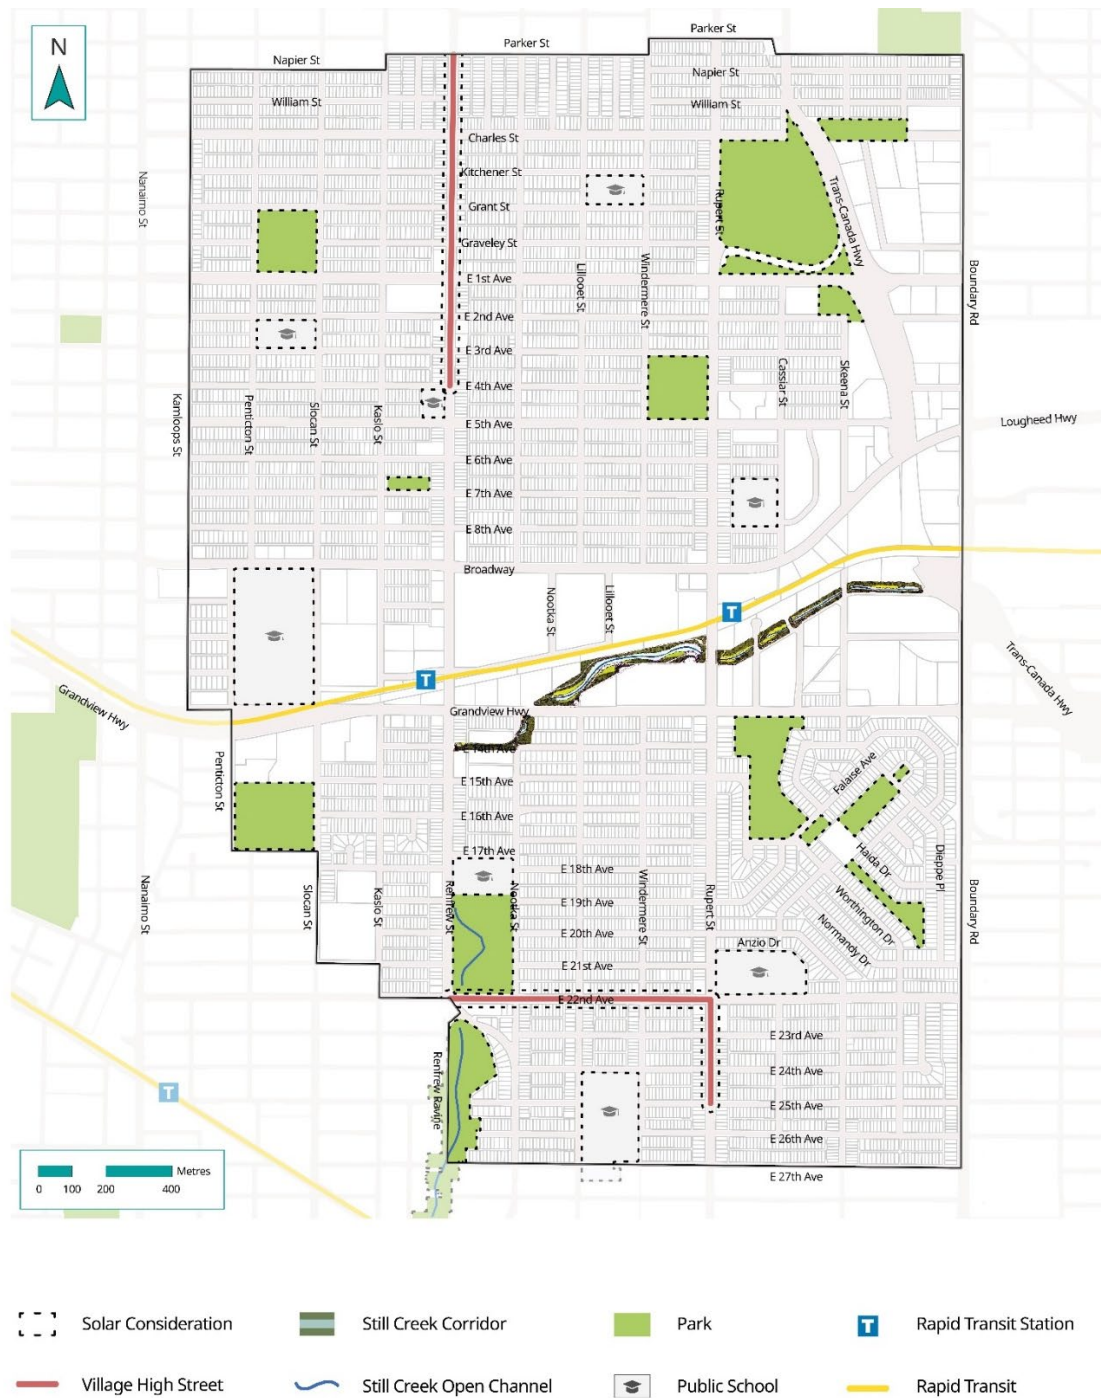 Parker St
Parker St
N
Napier St
Napier St
William St
William St
Charles St
Kitchener St
Nanaimo St
Trans-Canada Hwy
Rupert St
Grant St
Graveley St
Lillooet St
Windermere St
Boundary Rd
E 1st Ave
E 2nd Ave
E 3rd Ave
Cassiar St
Skeena St
E 4th Ave
Kamloops St
Penticton St
Slocan St
Kaslo St
E 5th Ave
Lougheed Hwy
E 6th Ave
E 7th Ave
E 8th Ave
Broadway
Nootka St
Lillooet St
T
T
Grandview Hwy
Trans-Canada Hwy
Grandview Hwy
E 14th Ave
Penticton St
E 15th Ave
Falaise Ave
E 16th Ave
E 17th Ave
E 18th Ave
Haida Dr
Dieppe Pl
Nanaimo St
Slocan St
Kaslo St
Renfrew St
Nootka St
Windermere St
Rupert St
E 19th Ave
Worthington Dr
Boundary Rd
E 20th Ave
Normandy Dr
Anzio Dr
E 21st Ave
E 22nd Ave
E 23rd Ave
Renfrew Ravine
E 24th Ave
T
E 25th Ave
E 26th Ave
E 27th Ave
Metres
0 100 200 400
Solar Consideration
Still Creek Corridor
Park
T Rapid Transit Station
Village High Street
Still Creek Open Channel
Public School
Rapid Transit